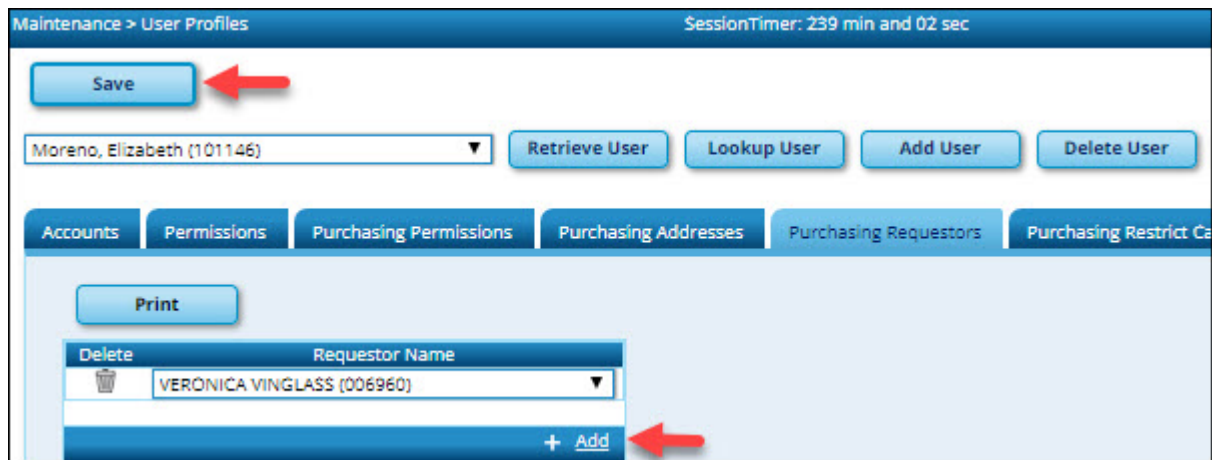 Maintenance > User Profiles SessionTimer: 239 min and 02 sec
Save
Moreno, Elizabeth (101146) Retrieve User Lookup User Add User Delete User
Accounts Permissions Purchasing Permissions Purchasing Addresses Purchasing Requestors Purchasing Restrict Ca
Print
Delete Requestor Name
VERONICA VINGLASS (006960)
+ Add